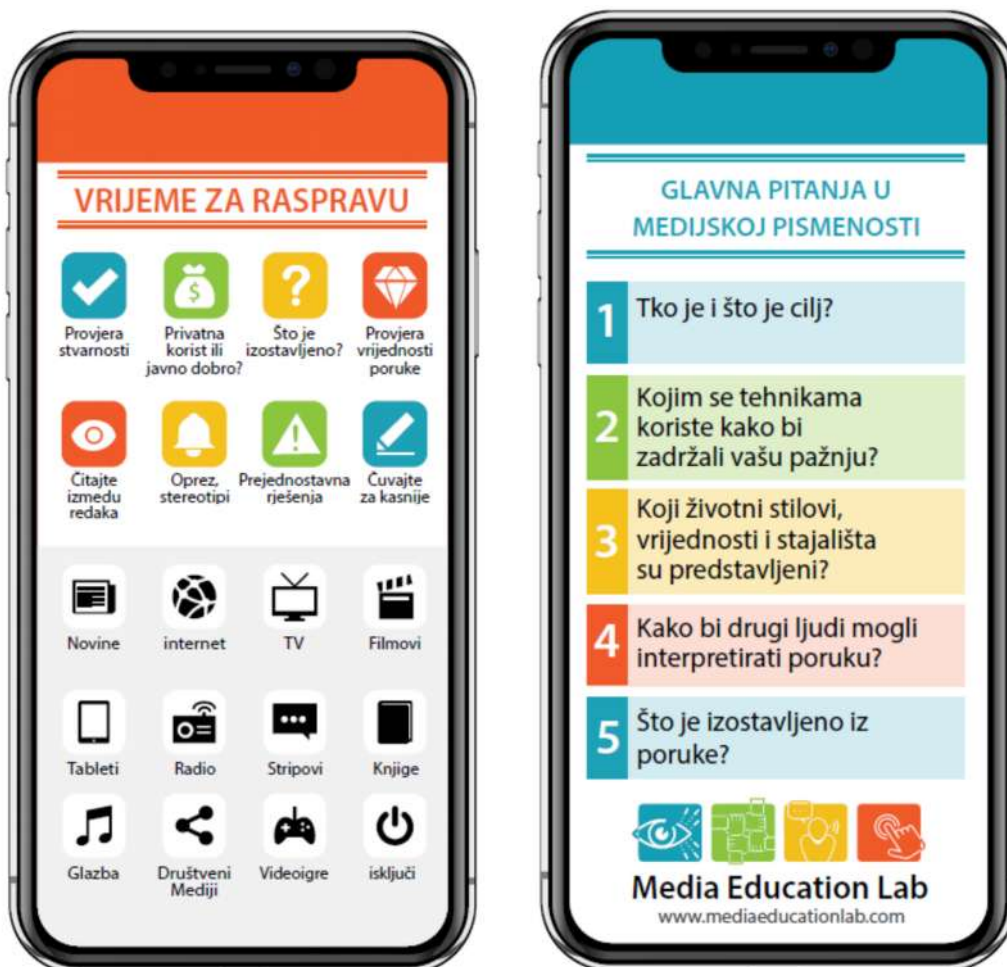 VRIJEME ZA RASPRAVU
Provjera
stvarnosti
Privatna
korist ili
javno dobro?
Što je
izostavljeno?
Provjera
vrijednosti
poruke
Čitajte
između
redaka
Oprez,
stereotipi
Prejednostavna
rješenja
Čuvajte
za kasnije
Novine
internet
TV
Filmovi
Tableti
Radio
Stripovi
Knjige
Glazba
Društveni
Mediji
Videoigre
isključi
GLAVNA PITANJA U
MEDIJSKOJ PISMENOSTI
1 Tko je i što je cilj?
2 Kojim se tehnikama
koriste kako bi
zadržali vašu pažnju?
3 Koji životni stilovi,
vrijednosti i stajališta
su predstavljeni?
4 Kako bi drugi ljudi mogli
interpretirati poruku?
5 Što je izostavljeno iz
poruke?
Media Education Lab
www.mediaeducationlab.com